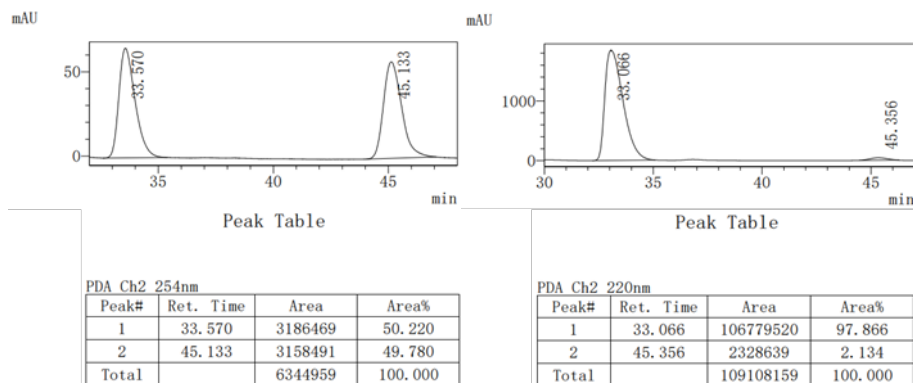 mAU
50
0
33.570
45.133
35
40
45
min
Peak Table
PDA Ch2 254nm
Peak# Ret. Time Area Area%
1 33.570 3186469 50.220
2 45.133 3158491 49.780
Total 6344959 100.000
mAU
1000
0
33.066
45.356
30
35
40
45
min
Peak Table
PDA Ch2 220nm
Peak# Ret. Time Area Area%
1 33.066 106779520 97.866
2 45.356 2328639 2.134
Total 109108159 100.000